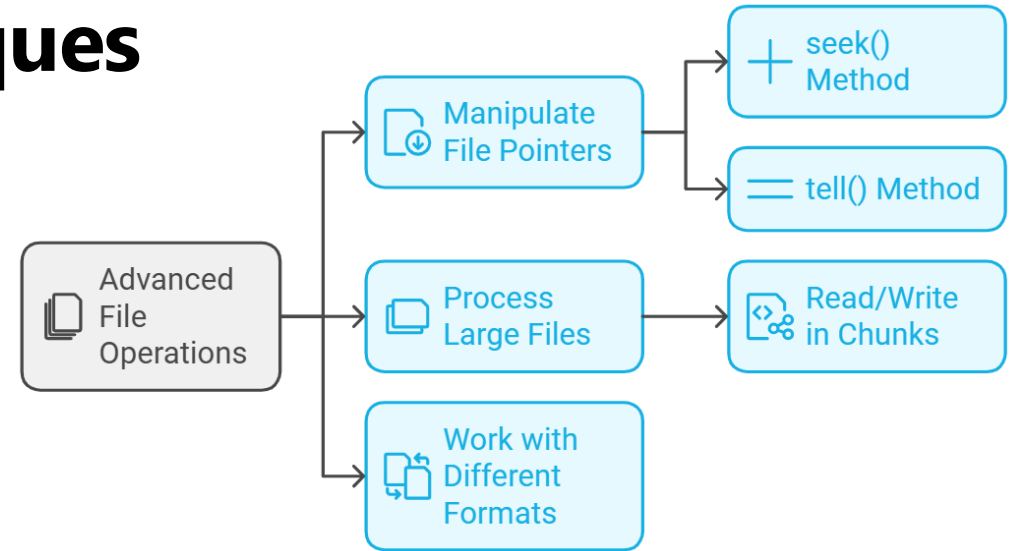 ques
Advanced
File
Operations
Manipulate
File Pointers
seek()
Method
tell() Method
Process
Large Files
Read/Write
in Chunks
Work with
Different
Formats